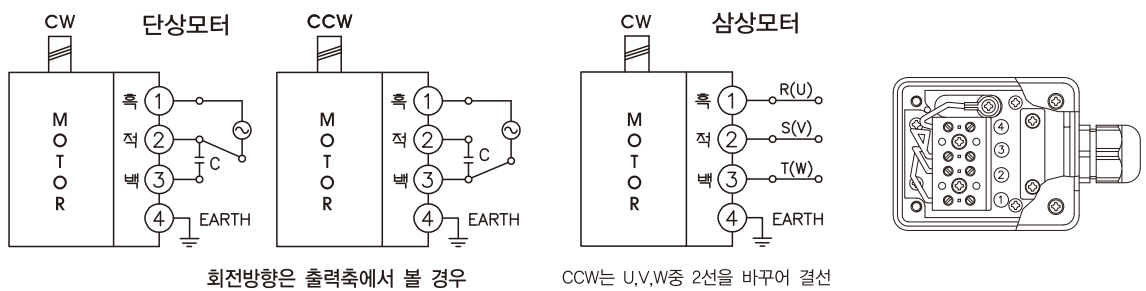 CW 단상모터
MOTOR
흑 1
적 2
백 3
4 EARTH
C
CCW
MOTOR
흑 1
적 2
백 3
4 EARTH
C
회전방향은 출력축에서 볼 경우
CW 삼상모터
MOTOR
흑 1 R(U)
적 2 S(V)
백 3 T(W)
4 EARTH
CCW는 U,V,W중 2선을 바꾸어 결선
4
3
2
1